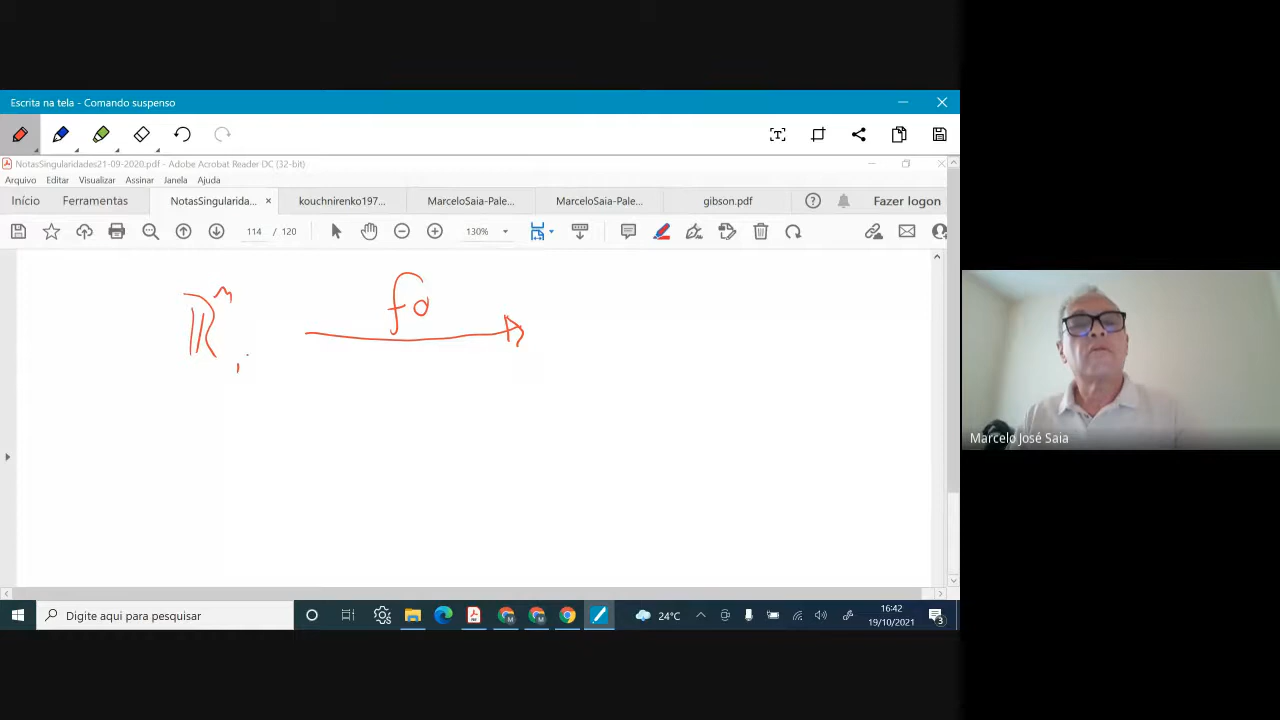 Escrita na tela - Comando suspenso
NotasSingularidades21-09-2020.pdf - Adobe Acrobat Reader DC (32-bit)
Arquivo Editar Visualizar Assinar Janela Ajuda
Início Ferramentas NotasSingularida... × kouchnirenko197... MarceloSaia-Pale... MarceloSaia-Pale... gibson.pdf Fazer logon
114 / 120 130%
ℝⁿ f₀
Marcelo José Saia
Digite aqui para pesquisar 24°C 16:42
19/10/2021 3